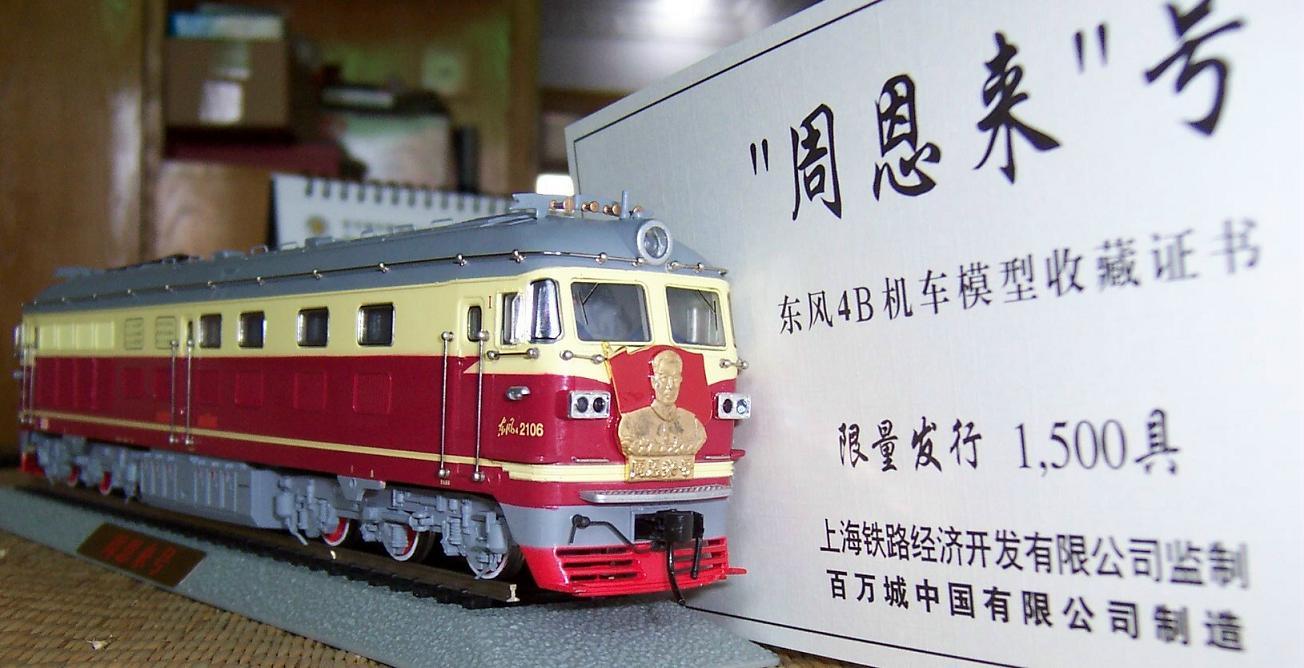 "周恩来"号
东风4B机车模型收藏证书
限量发行 1,500具
上海铁路经济开发有限公司监制
百万城中国有限公司制造
东风4 2106